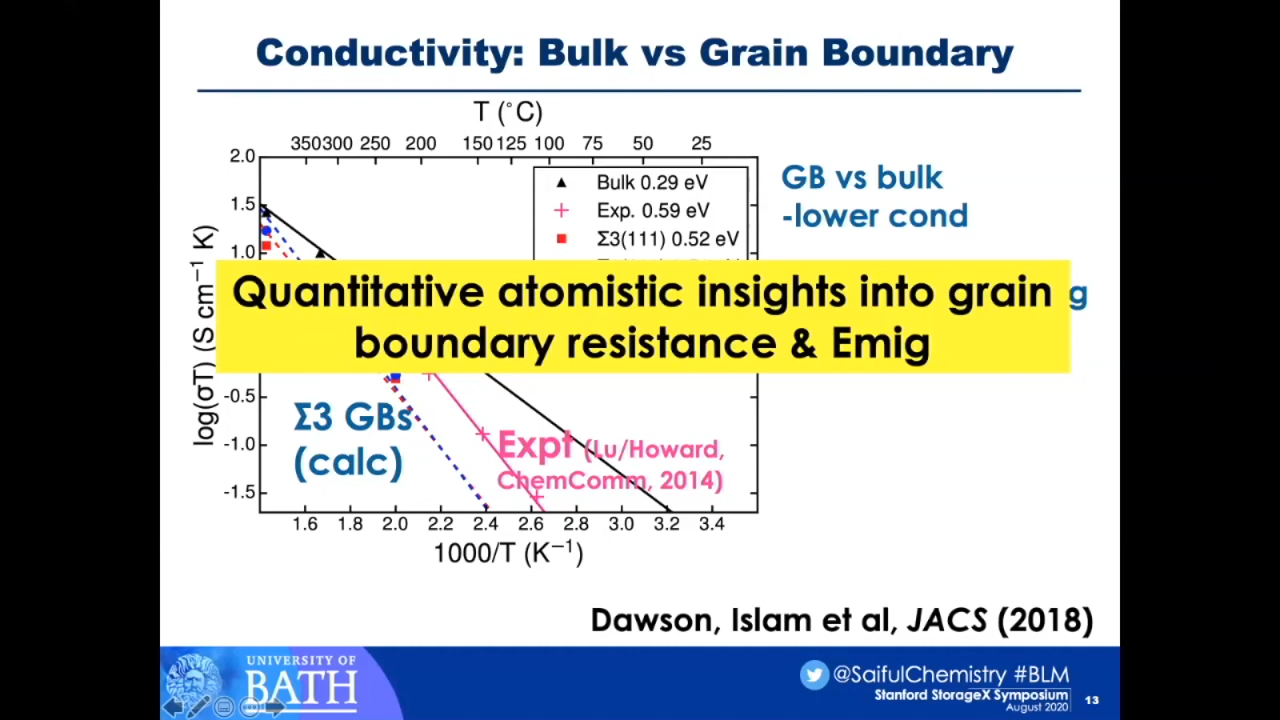 Conductivity: Bulk vs Grain Boundary
T (°C)
350 300 250 200 150 125 100 75 50 25
2.0
1.5
1.0
-0.5
-1.0
-1.5
log(σT) (S cm⁻¹ K)
Bulk 0.29 eV
Exp. 0.59 eV
Σ3(111) 0.52 eV
GB vs bulk
-lower cond
g
Quantitative atomistic insights into grain
boundary resistance & Emig
Σ3 GBs
(calc)
Expt (Lu/Howard,
ChemComm, 2014)
1.6 1.8 2.0 2.2 2.4 2.6 2.8 3.0 3.2 3.4
1000/T (K⁻¹)
Dawson, Islam et al, JACS (2018)
UNIVERSITY OF
BATH
@SaifulChemistry #BLM
Stanford StorageX Symposium
August 2020
13